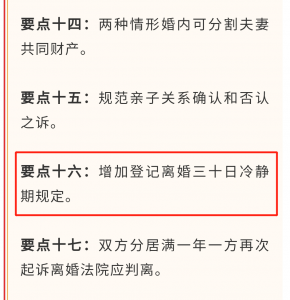 要点十四：两种情形婚内可分割夫妻
共同财产。
要点十五：规范亲子关系确认和否认
之诉。
要点十六：增加登记离婚三十日冷静
期规定。
要点十七：双方分居满一年一方再次
起诉离婚法院应判离。